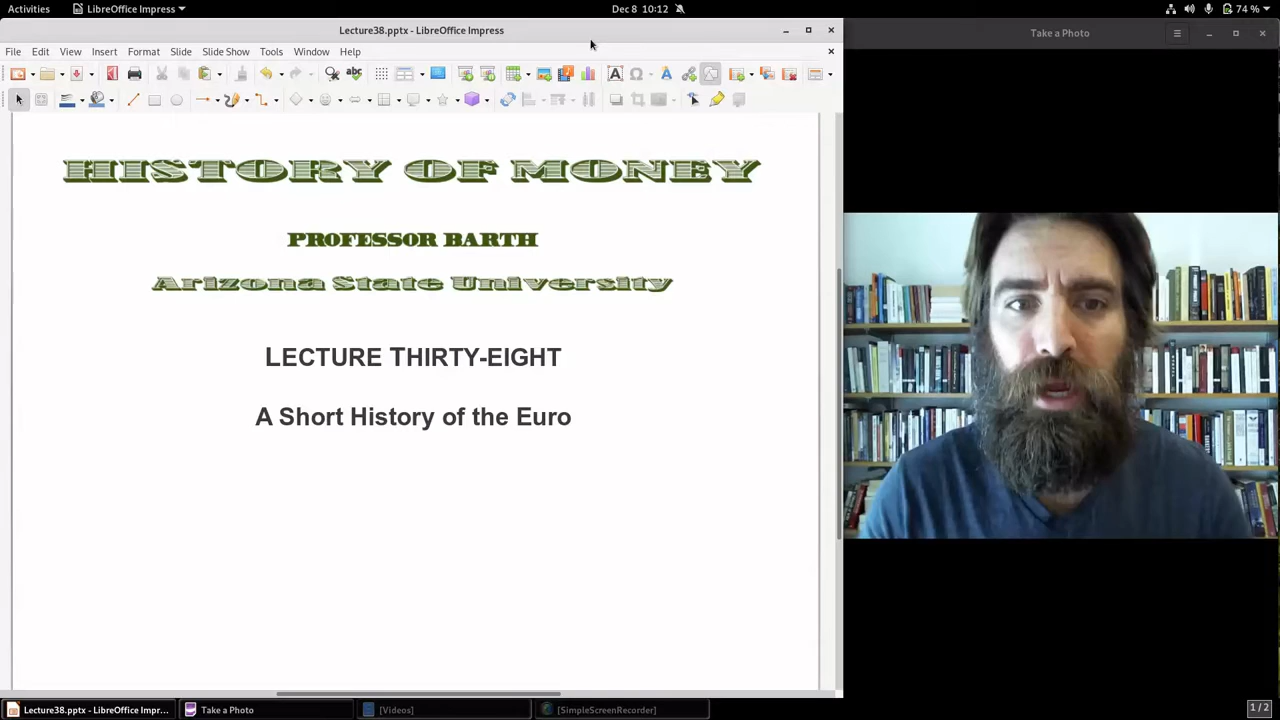 Activities
LibreOffice Impress
Dec 8 10:12
74 %
Lecture38.pptx - LibreOffice Impress
Take a Photo
File Edit View Insert Format Slide Slide Show Tools Window Help
HISTORY OF MONEY
PROFESSOR BARTH
Arizona State University
LECTURE THIRTY-EIGHT
A Short History of the Euro
Lecture38.pptx - LibreOffice Impr...
Take a Photo
[Videos]
[SimpleScreenRecorder]
1 / 2